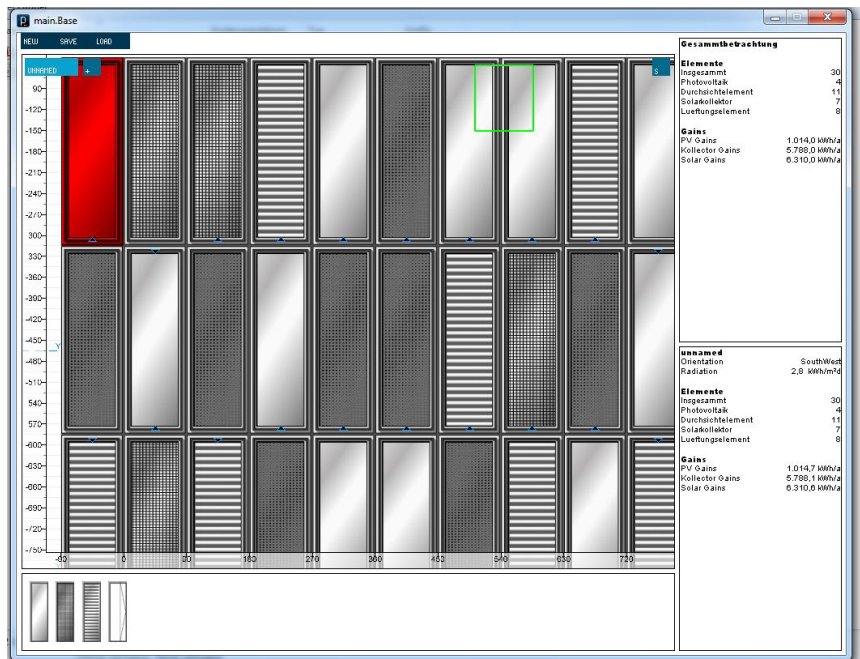 main.Base
NEW SAVE LOAD
UNNAMED +
S
90-
-120-
-150-
-180-
-210-
-240-
-270-
300-
330-
-360-
-390-
-420-
-450-
Y
-480-
-510-
540-
570-
-600-
-630-
-660-
-690-
-720-
-750-
0
270
360
540
630
720
Gesammtbetrachtung
Elemente
Insgesammt 30
Photovoltaik 4
Durchsichtelement 11
Solarkollektor 7
Lueftungselement 8
Gains
PV Gains 1.014,0 kWh/a
Kollector Gains 5.788,0 kWh/a
Solar Gains 6.310,0 kWh/a
unnamed
Orientation SouthWest
Radiation 2,8 kWh/m²d
Elemente
Insgesammt 30
Photovoltaik 4
Durchsichtelement 11
Solarkollektor 7
Lueftungselement 8
Gains
PV Gains 1.014,7 kWh/a
Kollector Gains 5.788,1 kWh/a
Solar Gains 6.310,6 kWh/a